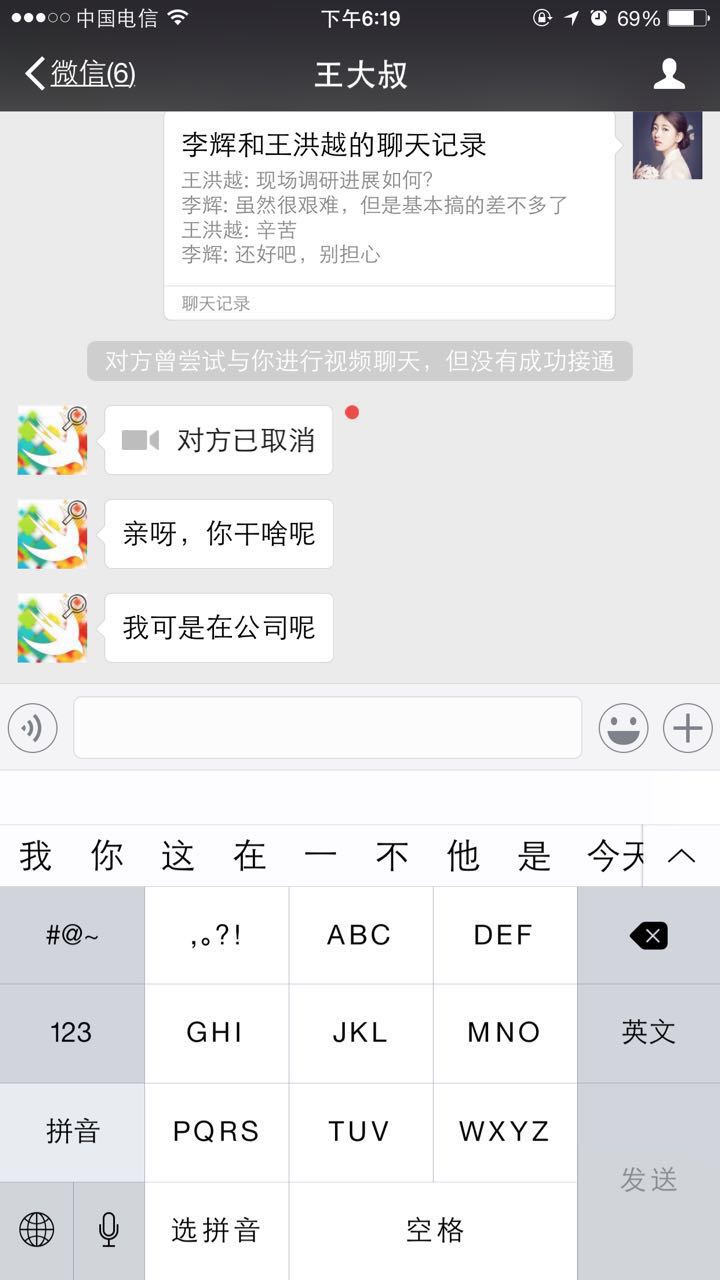 中国电信 下午6:19 69%
微信(6) 王大叔
李辉和王洪越的聊天记录
王洪越: 现场调研进展如何?
李辉: 虽然很艰难，但是基本搞的差不多了
王洪越: 辛苦
李辉: 还好吧，别担心
聊天记录
对方曾尝试与你进行视频聊天，但没有成功接通
对方已取消
亲呀，你干啥呢
我可是在公司呢
我 你 这 在 一 不 他 是 今天
#@~ ,。?! ABC DEF
123 GHI JKL MNO 英文
拼音 PQRS TUV WXYZ
发送
选拼音 空格